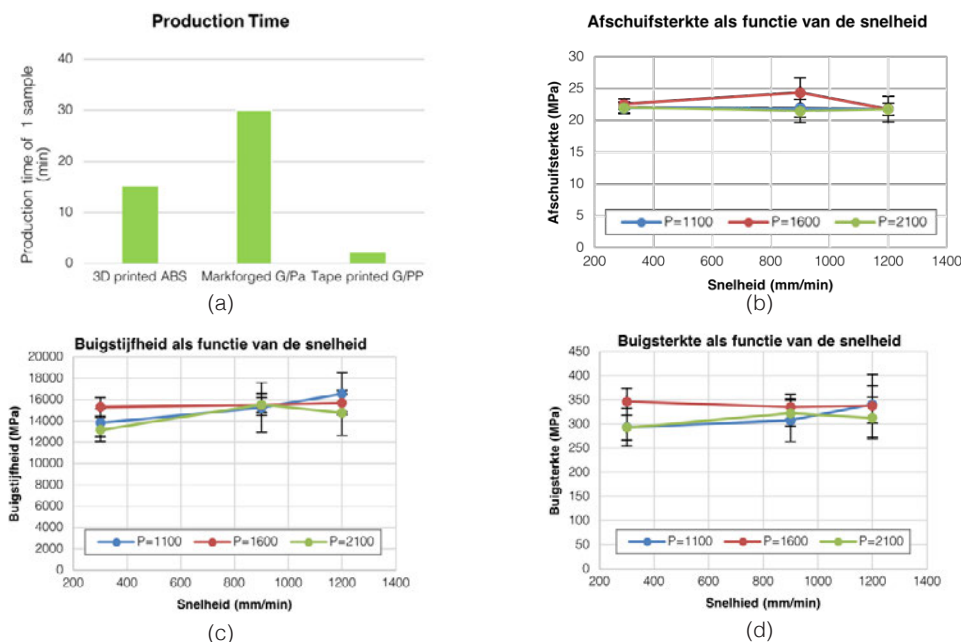 Production Time
Production time of 1 sample
(min)
40
30
20
10
0
3D printed ABS Markforged G/Pa Tape printed G/PP
(a)
Afschuifsterkte als functie van de snelheid
Afschuifsterkte (MPa)
30
25
20
15
10
5
0
P=1100 P=1600 P=2100
200 400 600 800 1000 1200 1400
Snelheid (mm/min)
(b)
Buigstijfheid als functie van de snelheid
Buigstijfheid (MPa)
20000
18000
16000
14000
12000
10000
8000
6000
4000
2000
0
P=1100 P=1600 P=2100
200 400 600 800 1000 1200 1400
Snelheid (mm/min)
(c)
Buigsterkte als functie van de snelheid
Buigsterkte (MPa)
450
400
350
300
250
200
150
100
50
0
P=1100 P=1600 P=2100
200 400 600 800 1000 1200 1400
Snelhied (mm/min)
(d)